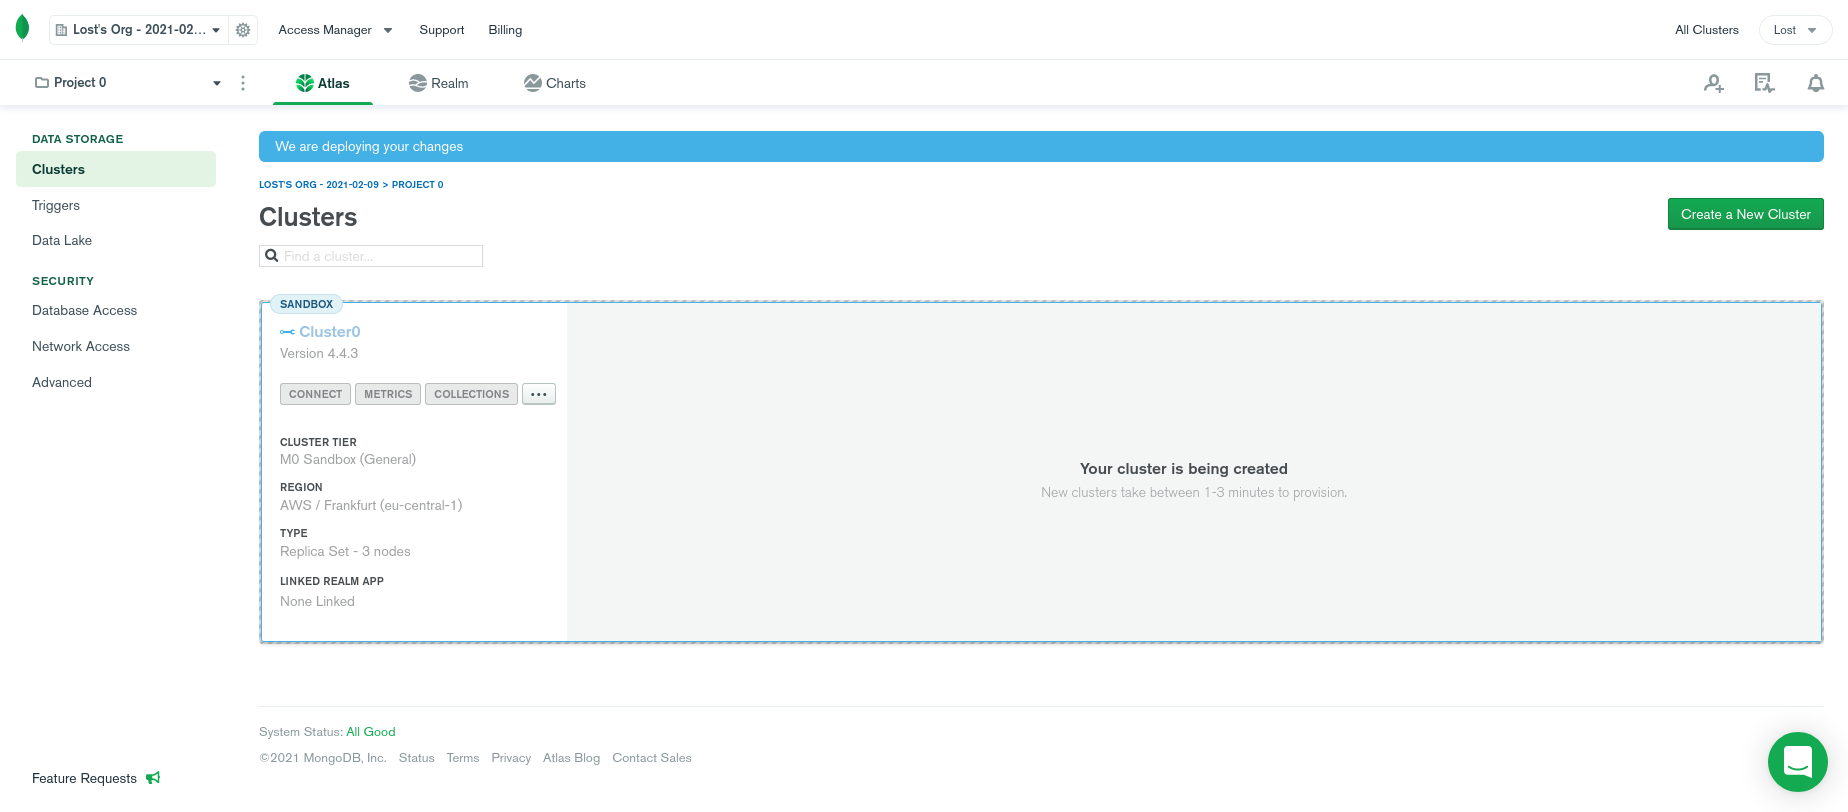 Lost's Org - 2021-02...
Access Manager
Support
Billing
All Clusters
Lost
Project 0
Atlas
Realm
Charts
DATA STORAGE
Clusters
Triggers
Data Lake
SECURITY
Database Access
Network Access
Advanced
Feature Requests
We are deploying your changes
LOST'S ORG - 2021-02-09 > PROJECT 0
Clusters
Create a New Cluster
Find a cluster...
SANDBOX
Cluster0
Version 4.4.3
CONNECT METRICS COLLECTIONS ...
CLUSTER TIER
M0 Sandbox (General)
REGION
AWS / Frankfurt (eu-central-1)
TYPE
Replica Set - 3 nodes
LINKED REALM APP
None Linked
Your cluster is being created
New clusters take between 1-3 minutes to provision.
System Status: All Good
©2021 MongoDB, Inc. Status Terms Privacy Atlas Blog Contact Sales